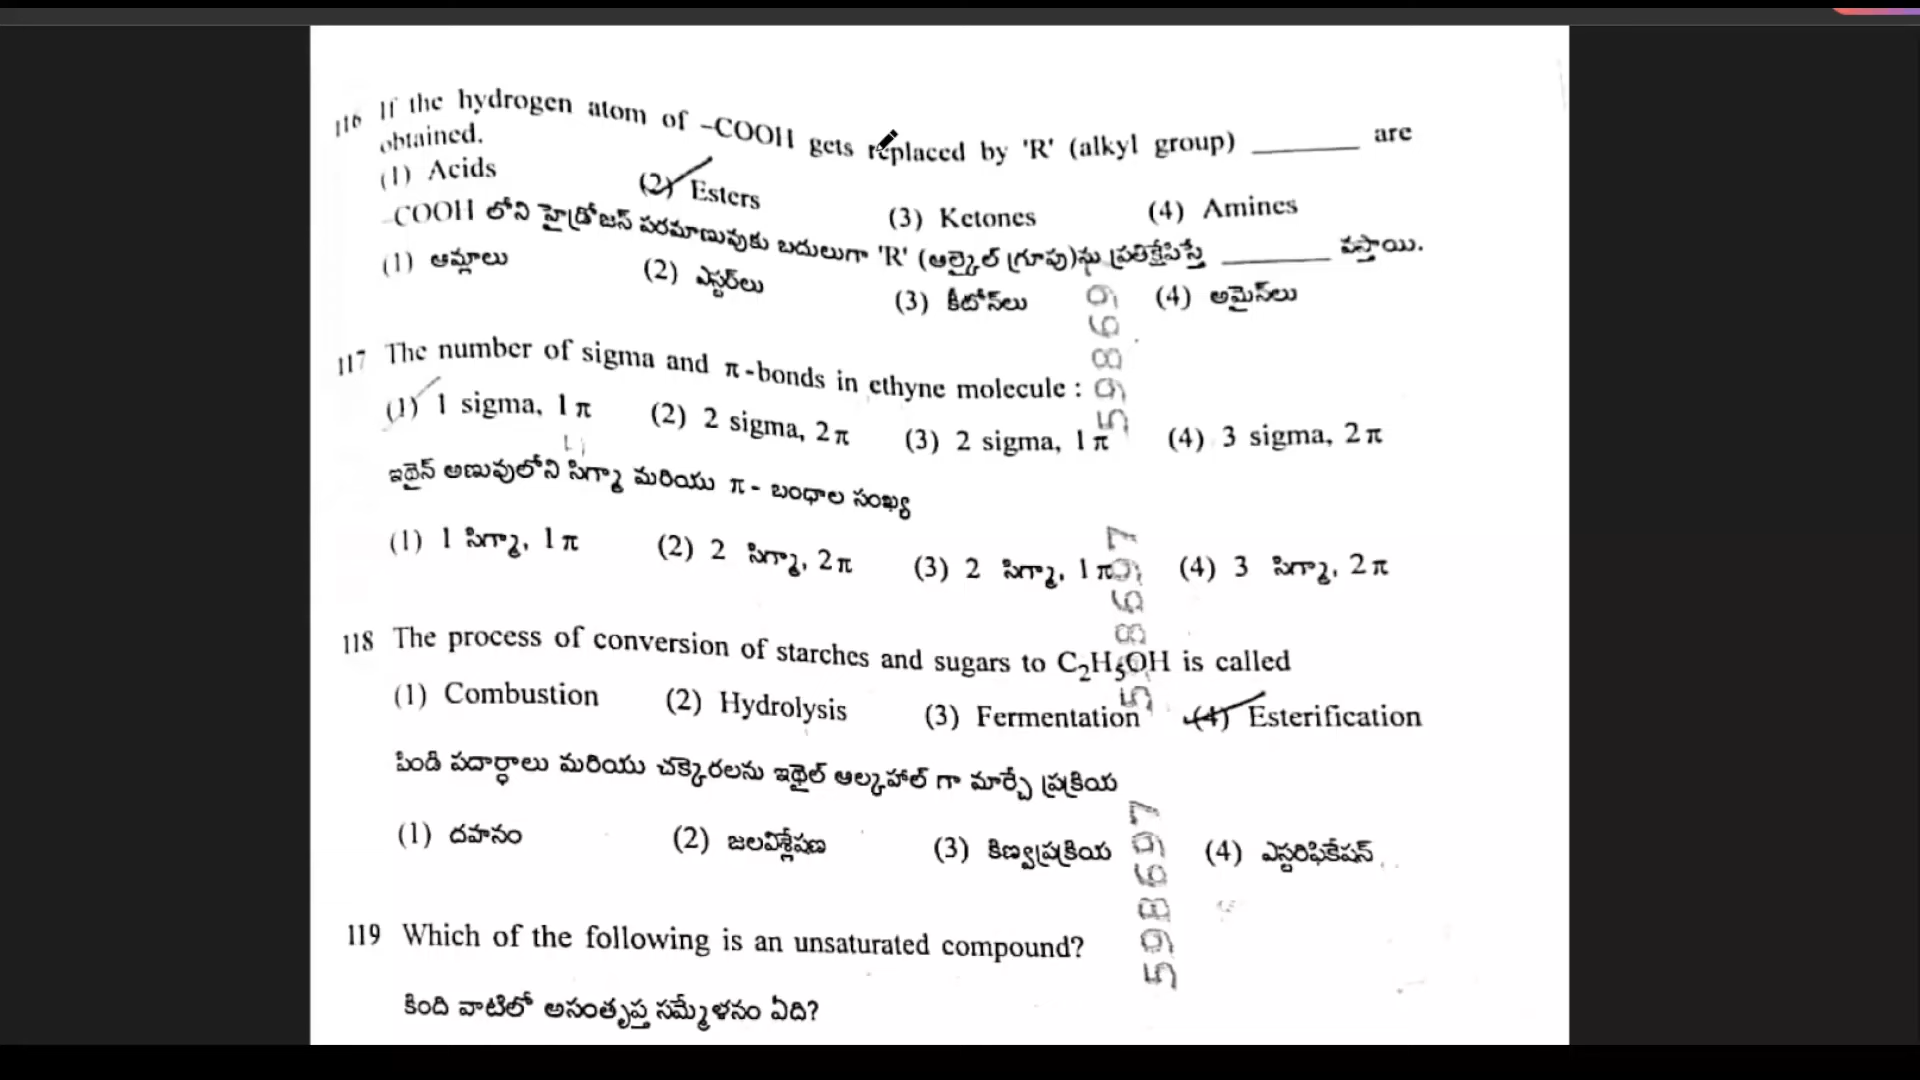 116 If the hydrogen atom of –COOH gets replaced by 'R' (alkyl group) ________ are
obtained.
(1) Acids (2) Esters (3) Ketones (4) Amines
–COOH లోని హైడ్రోజన్ పరమాణువుకు బదులుగా 'R' (ఆల్కైల్ గ్రూపు)ను ప్రతిక్షేపిస్తే ________ వస్తాయి.
(1) ఆమ్లాలు (2) ఎస్టర్‌లు (3) కీటోన్‌లు (4) అమైన్‌లు
117 The number of sigma and π-bonds in ethyne molecule :
(1) 1 sigma, 1π (2) 2 sigma, 2π (3) 2 sigma, 1π (4) 3 sigma, 2π
ఇథైన్ అణువులోని సిగ్మా మరియు π - బంధాల సంఖ్య
(1) 1 సిగ్మా, 1π (2) 2 సిగ్మా, 2π (3) 2 సిగ్మా, 1π (4) 3 సిగ్మా, 2π
118 The process of conversion of starches and sugars to C₂H₅OH is called
(1) Combustion (2) Hydrolysis (3) Fermentation (4) Esterification
పిండి పదార్థాలు మరియు చక్కెరలను ఇథైల్ ఆల్కహాల్ గా మార్చే ప్రక్రియ
(1) దహనం (2) జలవిశ్లేషణ (3) కిణ్వప్రక్రియ (4) ఎస్టరిఫికేషన్
119 Which of the following is an unsaturated compound?
కింది వాటిలో అసంతృప్త సమ్మేళనం ఏది?
598697
598697
598697